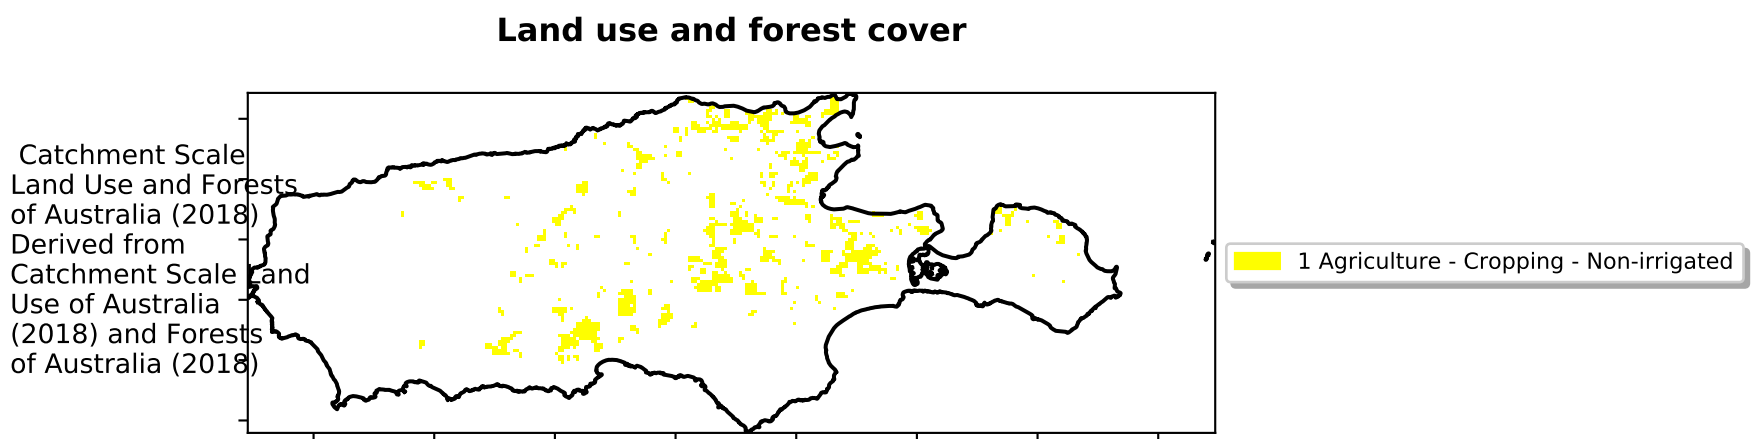 Land use and forest cover
Catchment Scale
Land Use and Forests
of Australia (2018)
Derived from
Catchment Scale Land
Use of Australia
(2018) and Forests
of Australia (2018)
1 Agriculture - Cropping - Non-irrigated